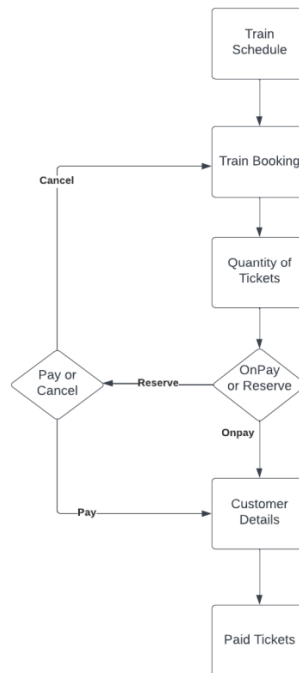 Train
Schedule
Cancel
Train Booking
Quantity of
Tickets
Pay or
Cancel
Reserve
OnPay
or Reserve
Onpay
Customer
Details
Pay
Paid Tickets